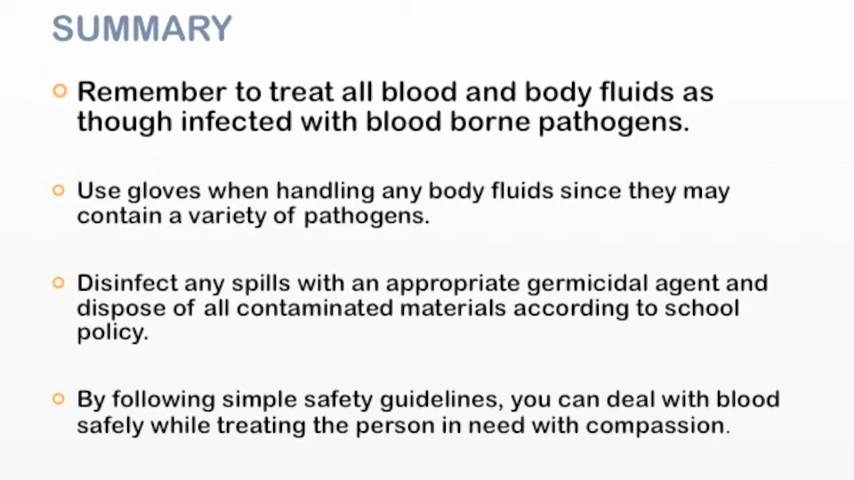 SUMMARY
Remember to treat all blood and body fluids as
though infected with blood borne pathogens.
Use gloves when handling any body fluids since they may
contain a variety of pathogens.
Disinfect any spills with an appropriate germicidal agent and
dispose of all contaminated materials according to school
policy.
By following simple safety guidelines, you can deal with blood
safely while treating the person in need with compassion.